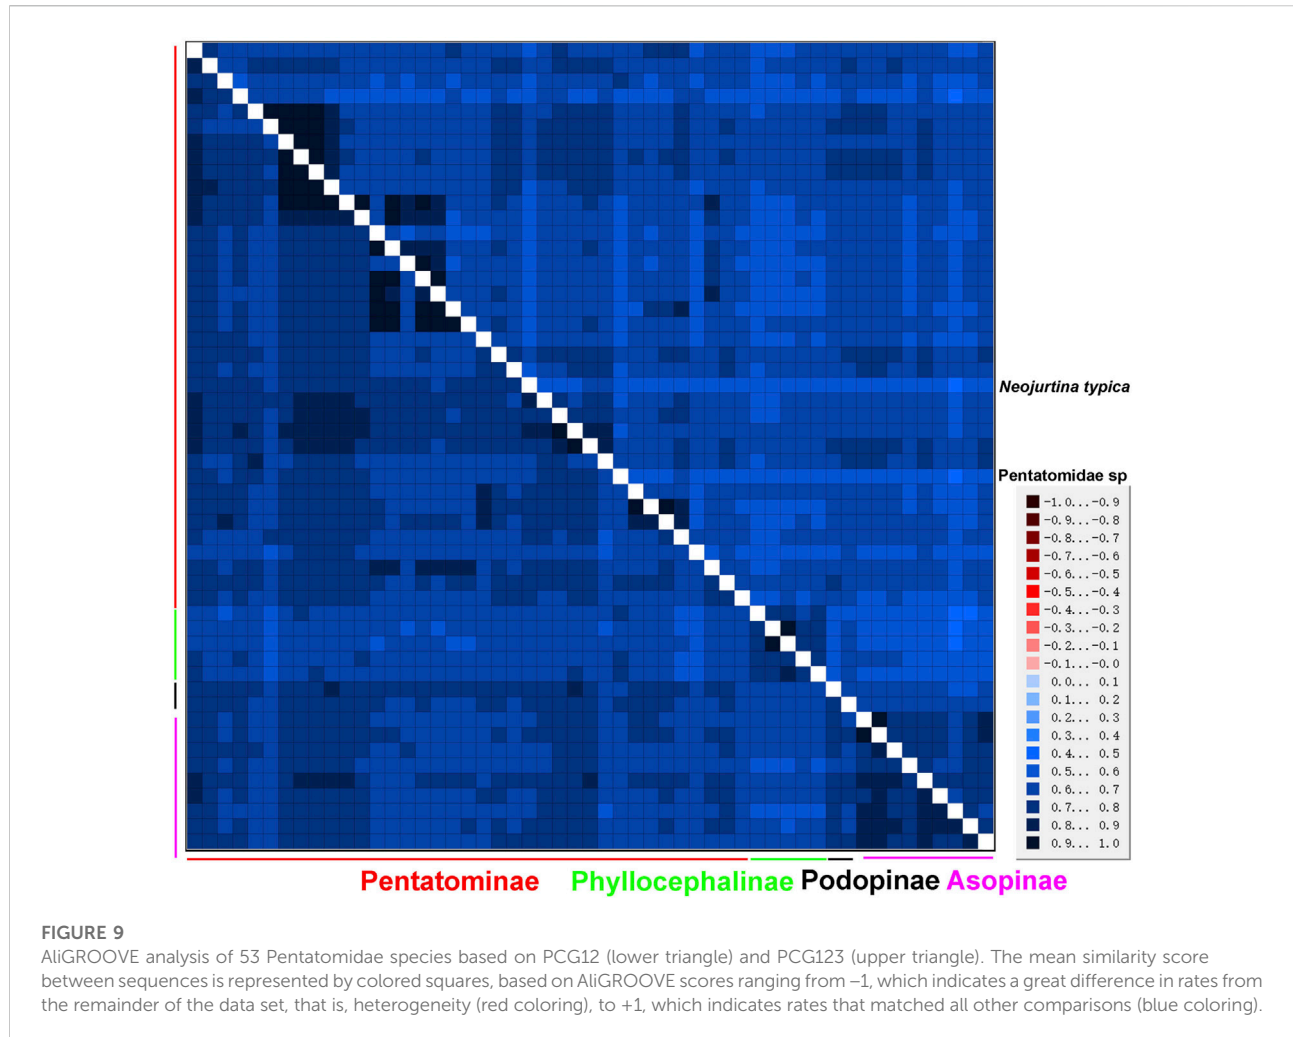 Neojurtina typica
Pentatomidae sp
-1.0...-0.9
-0.9...-0.8
-0.8...-0.7
-0.7...-0.6
-0.6...-0.5
-0.5...-0.4
-0.4...-0.3
-0.3...-0.2
-0.2...-0.1
-0.1...-0.0
0.0... 0.1
0.1... 0.2
0.2... 0.3
0.3... 0.4
0.4... 0.5
0.5... 0.6
0.6... 0.7
0.7... 0.8
0.8... 0.9
0.9... 1.0
Pentatominae Phyllocephalinae Podopinae Asopinae
FIGURE 9
AliGROOVE analysis of 53 Pentatomidae species based on PCG12 (lower triangle) and PCG123 (upper triangle). The mean similarity score
between sequences is represented by colored squares, based on AliGROOVE scores ranging from –1, which indicates a great difference in rates from
the remainder of the data set, that is, heterogeneity (red coloring), to +1, which indicates rates that matched all other comparisons (blue coloring).